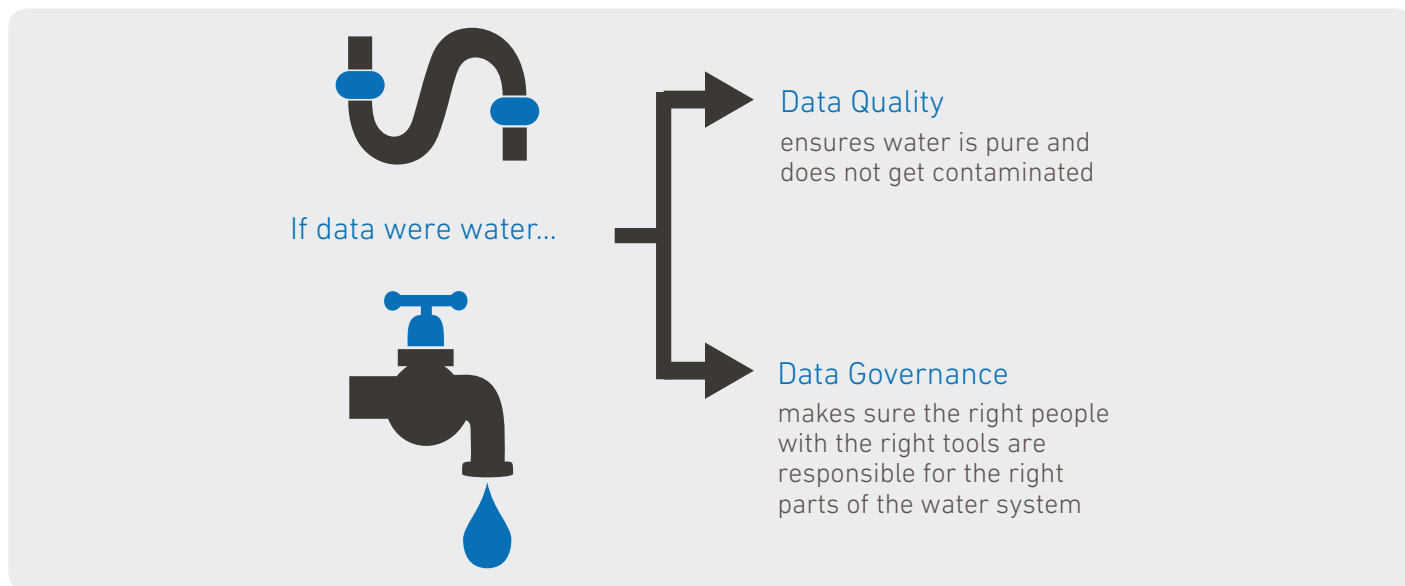 If data were water...
Data Quality
ensures water is pure and
does not get contaminated
Data Governance
makes sure the right people
with the right tools are
responsible for the right
parts of the water system